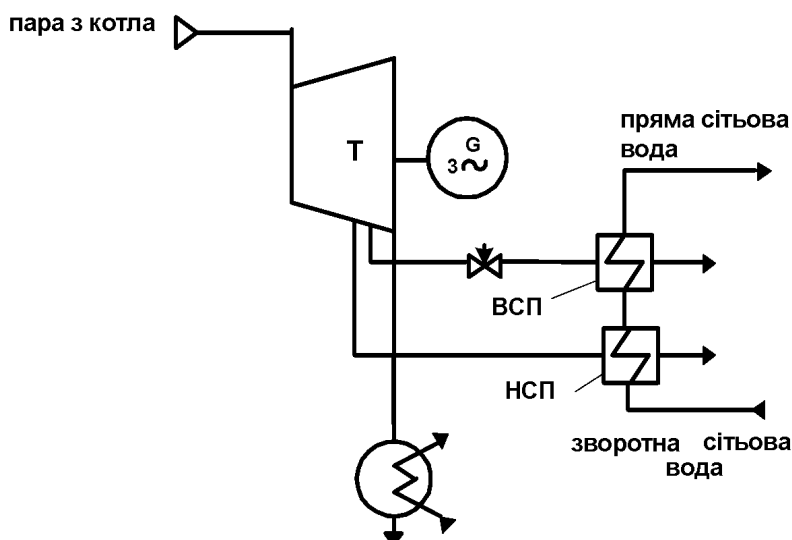 пара з котла
T
G
3
пряма сітьова
вода
ВСП
НСП
зворотна сітьова
вода